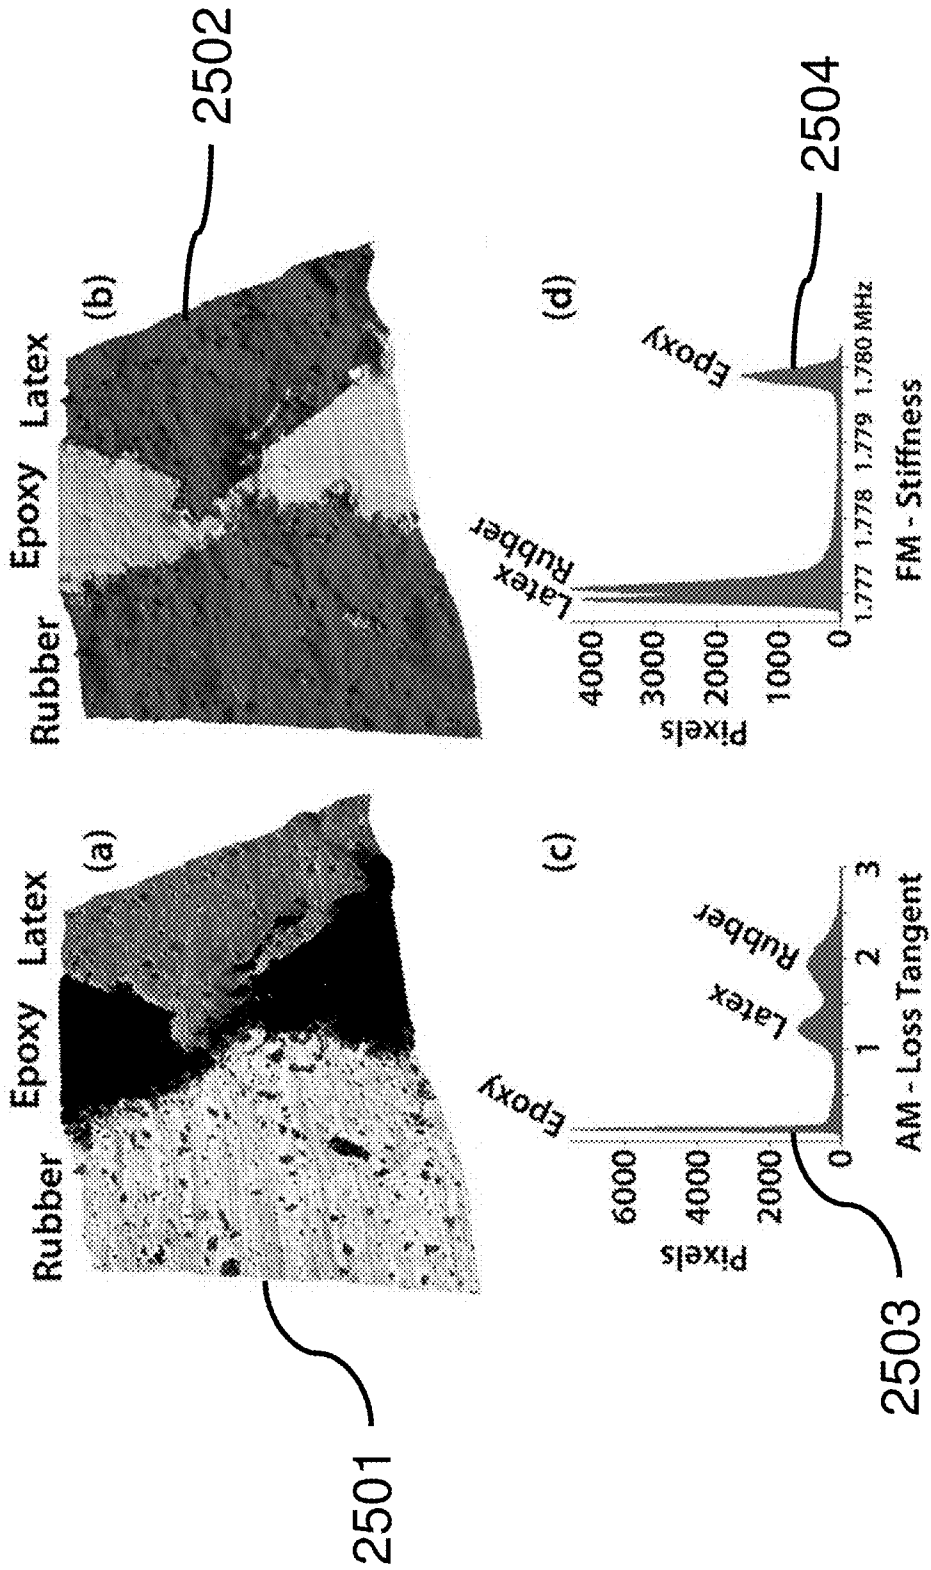 Rubber Epoxy Latex
(a)
2501
Rubber Epoxy Latex
(b)
2502
(c)
Pixels
6000
4000
2000
0
Epoxy
Latex
Rubber
1 2 3
AM - Loss Tangent
2503
(d)
Pixels
4000
3000
2000
1000
0
Latex
Rubber
Epoxy
1.777 1.778 1.779 1.780 MHz
FM - Stiffness
2504